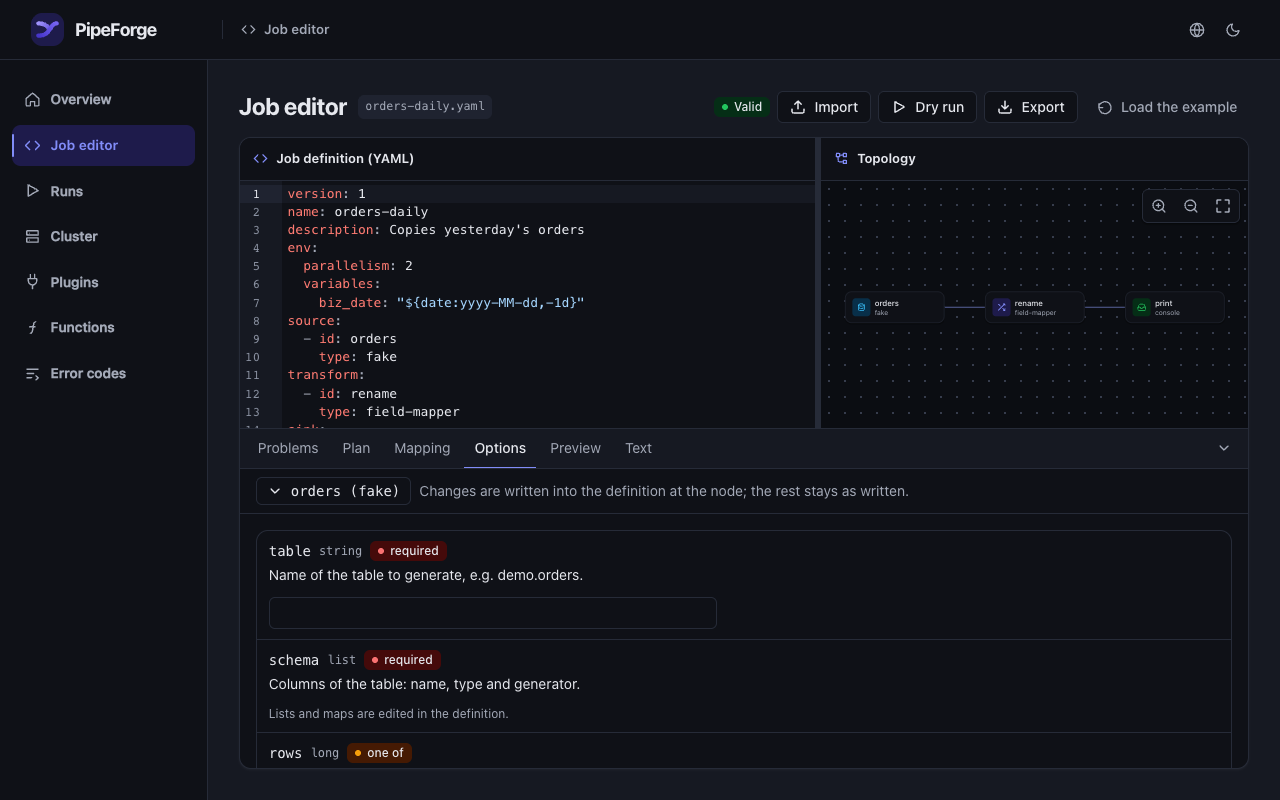 PipeForge
Job editor
Overview
Job editor
Runs
Cluster
Plugins
Functions
Error codes
Job editor
orders-daily.yaml
Valid
Import
Dry run
Export
Load the example
Job definition (YAML)
1 version: 1
2 name: orders-daily
3 description: Copies yesterday's orders
4 env:
5 parallelism: 2
6 variables:
7 biz_date: "${date:yyyy-MM-dd,-1d}"
8 source:
9 - id: orders
10 type: fake
11 transform:
12 - id: rename
13 type: field-mapper
Topology
orders
fake
rename
field-mapper
print
console
Problems Plan Mapping Options Preview Text
orders (fake) Changes are written into the definition at the node; the rest stays as written.
table string required
Name of the table to generate, e.g. demo.orders.
schema list required
Columns of the table: name, type and generator.
Lists and maps are edited in the definition.
rows long one of